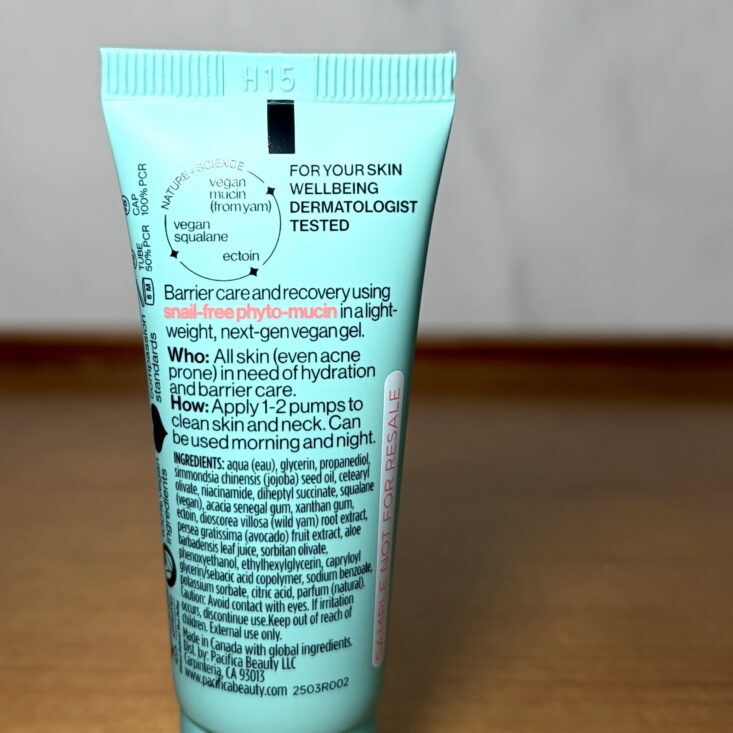 H15
NATURE + SCIENCE
vegan
mucin
(from yam)
vegan
squalane
ectoin
FOR YOUR SKIN
WELLBEING
DERMATOLOGIST
TESTED
Barrier care and recovery using
snail-free phyto-mucin in a light-
weight, next-gen vegan gel.
Who: All skin (even acne
prone) in need of hydration
and barrier care.
How: Apply 1-2 pumps to
clean skin and neck. Can
be used morning and night.
INGREDIENTS: aqua (eau), glycerin, propanediol,
simmondsia chinensis (jojoba) seed oil, cetearyl
olivate, niacinamide, diheptyl succinate, squalane
(vegan), acacia senegal gum, xanthan gum,
ectoin, dioscorea villosa (wild yam) root extract,
persea gratissima (avocado) fruit extract, aloe
barbadensis leaf juice, sorbitan olivate,
phenoxyethanol, ethylhexylglycerin, capryloyl
glycerin/sebacic acid copolymer, sodium benzoate,
potassium sorbate, citric acid, parfum (natural).
Caution: Avoid contact with eyes. If irritation
occurs, discontinue use.Keep out of reach of
children. External use only.
Made in Canada with global ingredients.
Dist. by: Pacifica Beauty LLC
Carpinteria, CA 93013
www.pacificabeauty.com 2503R002
SAMPLE NOT FOR RESALE
CAP
100% PCR
TUBE
50% PCR
6 M
compassion
standards
vegan
ingredients